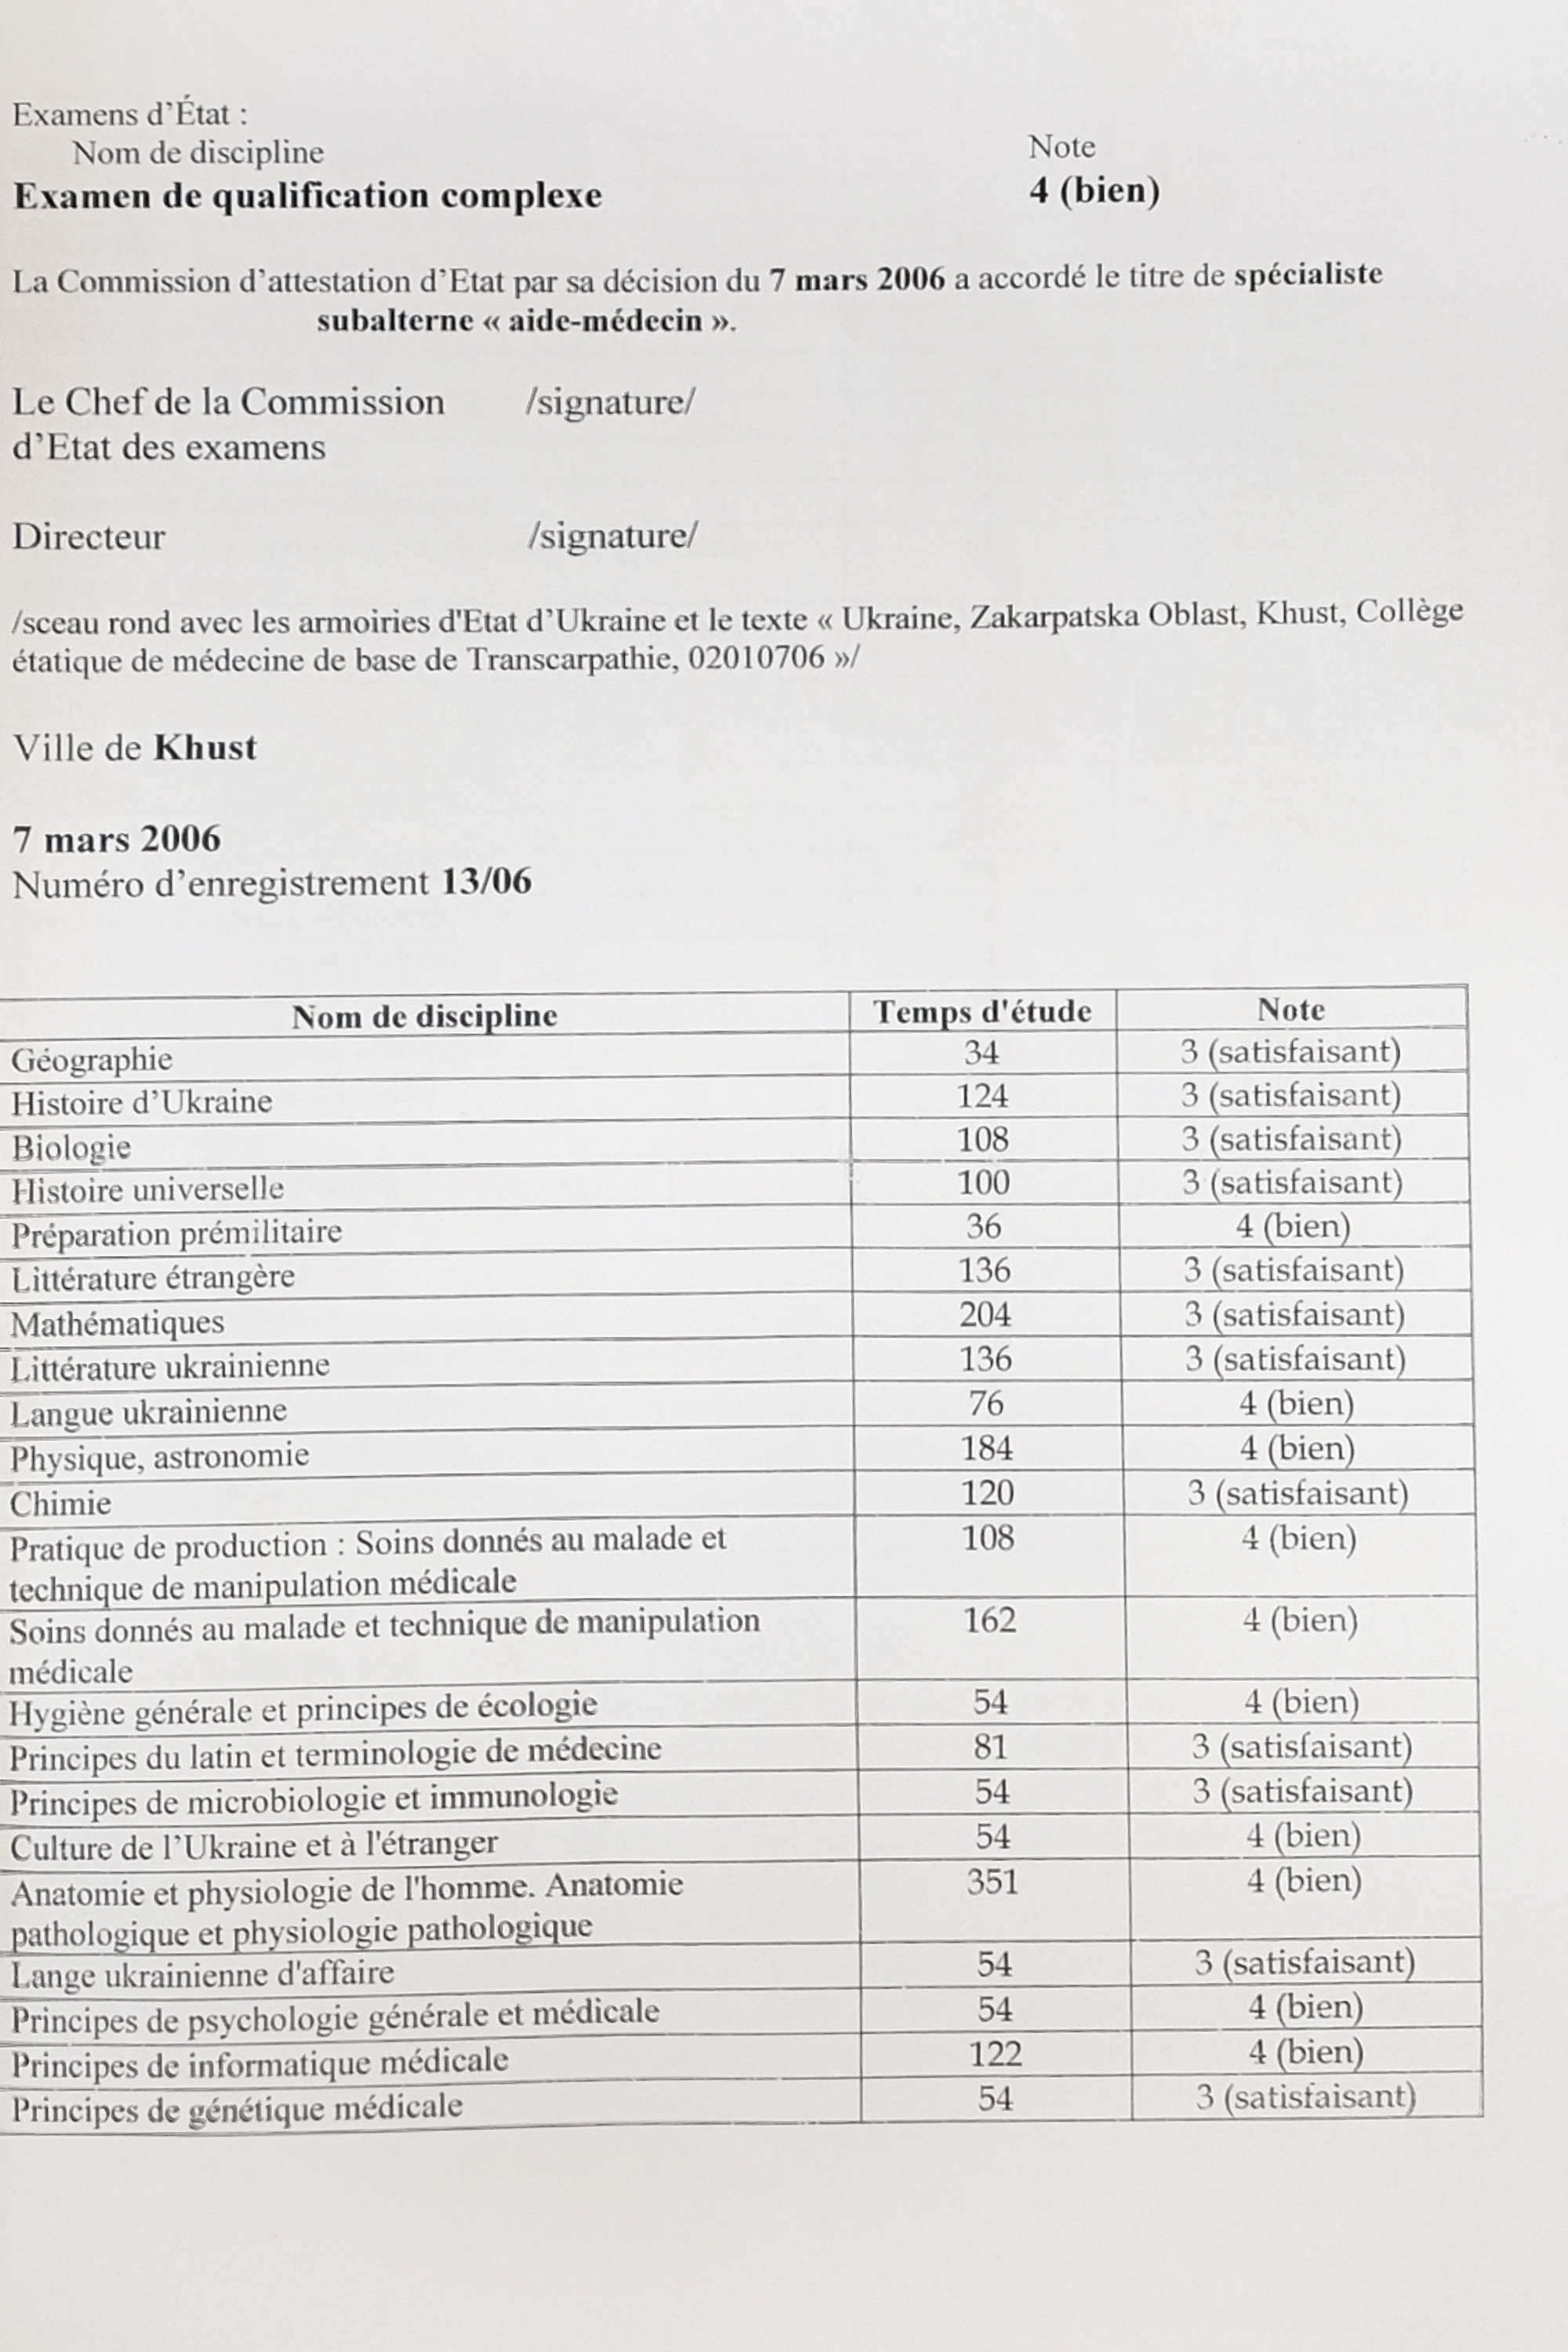 Examens d'État :
Nom de discipline Note
Examen de qualification complexe 4 (bien)
La Commission d'attestation d'Etat par sa décision du 7 mars 2006 a accordé le titre de spécialiste
subalterne « aide-médecin ».
Le Chef de la Commission /signature/
d'Etat des examens
Directeur /signature/
/sceau rond avec les armoiries d'Etat d'Ukraine et le texte « Ukraine, Zakarpatska Oblast, Khust, Collège
étatique de médecine de base de Transcarpathie, 02010706 »/
Ville de Khust
7 mars 2006
Numéro d'enregistrement 13/06
Nom de discipline Temps d'étude Note
Géographie 34 3 (satisfaisant)
Histoire d'Ukraine 124 3 (satisfaisant)
Biologie 108 3 (satisfaisant)
Histoire universelle 100 3 (satisfaisant)
Préparation prémilitaire 36 4 (bien)
Littérature étrangère 136 3 (satisfaisant)
Mathématiques 204 3 (satisfaisant)
Littérature ukrainienne 136 3 (satisfaisant)
Langue ukrainienne 76 4 (bien)
Physique, astronomie 184 4 (bien)
Chimie 120 3 (satisfaisant)
Pratique de production : Soins donnés au malade et 108 4 (bien)
technique de manipulation médicale
Soins donnés au malade et technique de manipulation 162 4 (bien)
médicale
Hygiène générale et principes de écologie 54 4 (bien)
Principes du latin et terminologie de médecine 81 3 (satisfaisant)
Principes de microbiologie et immunologie 54 3 (satisfaisant)
Culture de l'Ukraine et à l'étranger 54 4 (bien)
Anatomie et physiologie de l'homme. Anatomie 351 4 (bien)
pathologique et physiologie pathologique
Lange ukrainienne d'affaire 54 3 (satisfaisant)
Principes de psychologie générale et médicale 54 4 (bien)
Principes de informatique médicale 122 4 (bien)
Principes de génétique médicale 54 3 (satisfaisant)